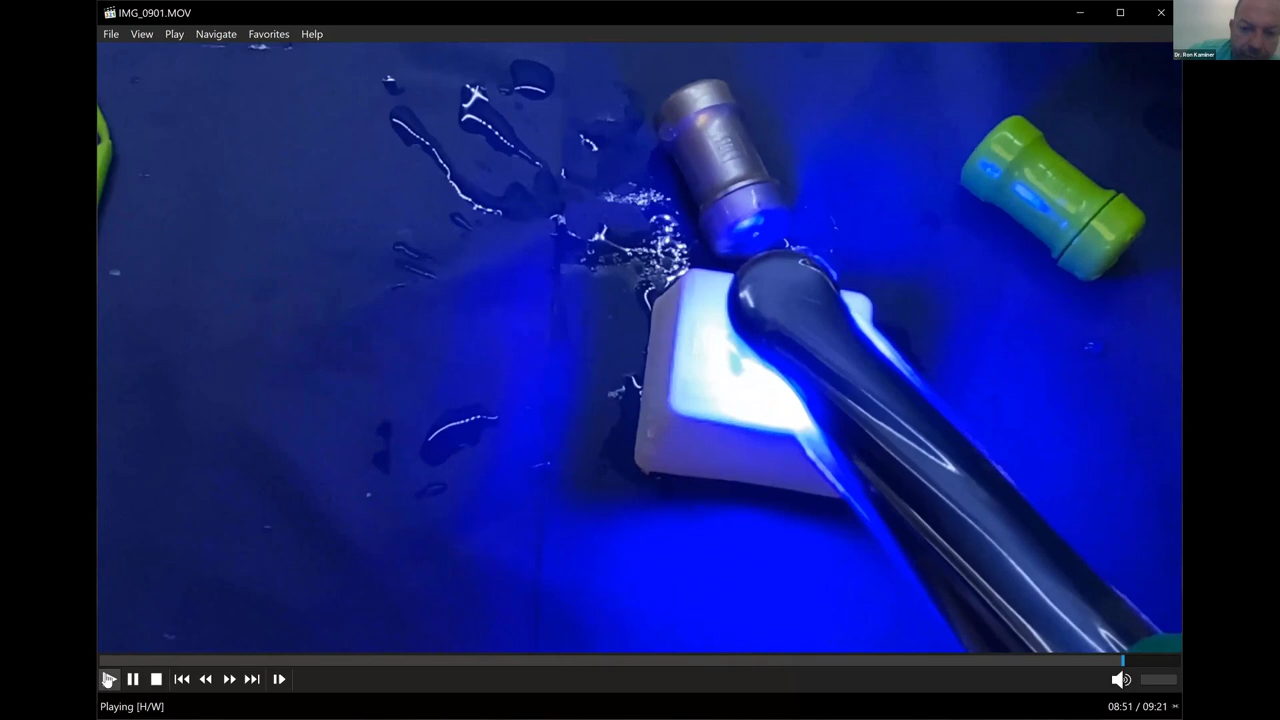 IMG_0901.MOV
File View Play Navigate Favorites Help
Dr. Ron Kaminer
Playing [H/W]
08:51 / 09:21